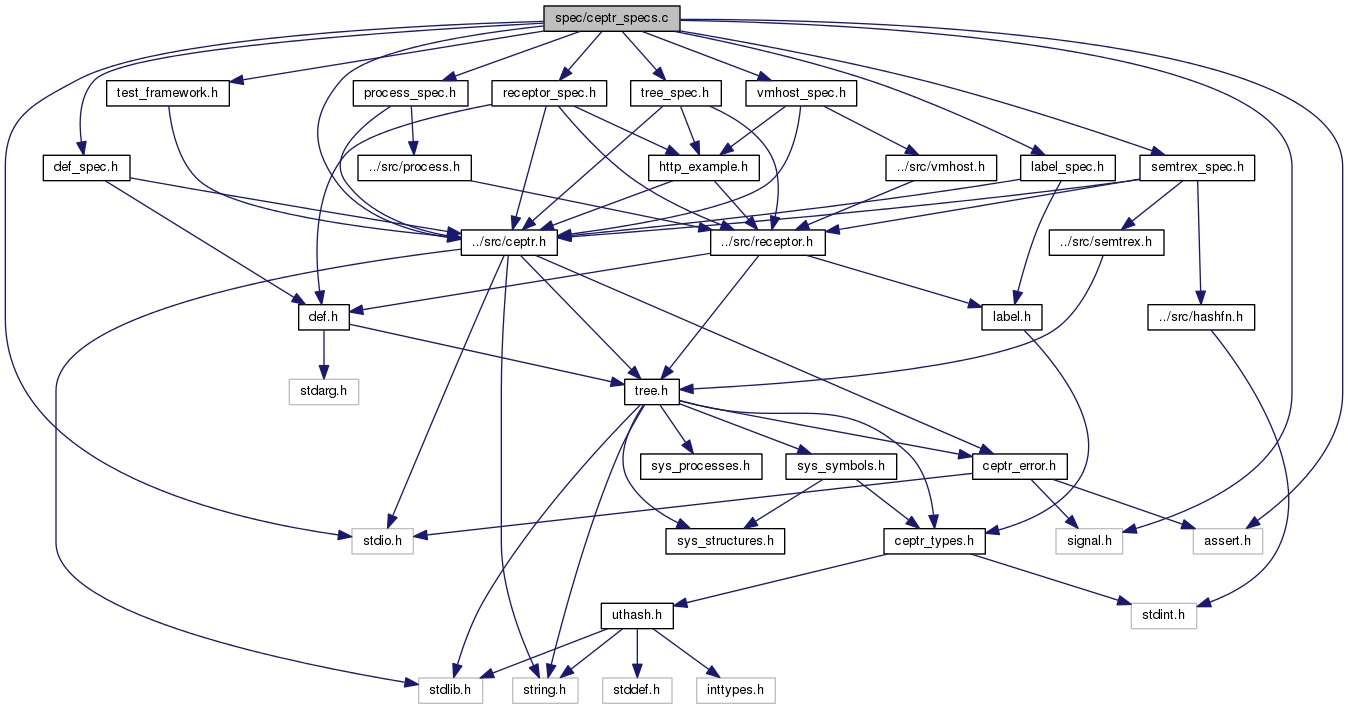 spec/ceptr_specs.c
test_framework.h
process_spec.h
receptor_spec.h
tree_spec.h
vmhost_spec.h
def_spec.h
../src/process.h
http_example.h
../src/vmhost.h
label_spec.h
semtrex_spec.h
../src/ceptr.h
../src/receptor.h
../src/semtrex.h
def.h
label.h
../src/hashfn.h
stdarg.h
tree.h
sys_processes.h
sys_symbols.h
ceptr_error.h
stdio.h
sys_structures.h
ceptr_types.h
signal.h
assert.h
uthash.h
stdint.h
stdlib.h
string.h
stddef.h
inttypes.h